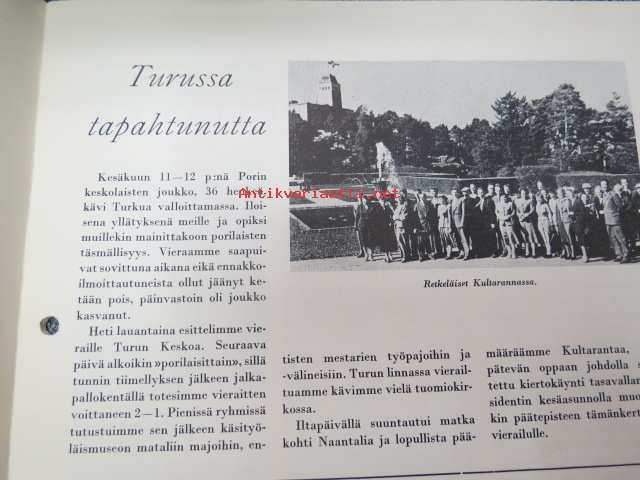 Turussa
tapahtunutta
Kesäkuun 11—12 p:nä Porin
keskolaisten joukko, 36 henkeä
kävi Turkua valloittamassa. Iloi-
sena yllätyksenä meille ja opiksi
muillekin mainittakoon porilaisten
täsmällisyys. Vieraamme saapui-
vat sovittuna aikana eikä ennakko-
ilmoittautuneista ollut jäänyt ke-
tään pois, päinvastoin oli joukko
kasvanut.
Heti lauantaina esittelimme vie-
raille Turun Keskoa. Seuraava
päivä alkoikin »porilaisittain», sillä
tunnin tiimellyksen jälkeen jalka-
pallokentällä totesimme vieraitten
voittaneen 2—1. Pienissä ryhmissä
tutustuimme sen jälkeen käsityö-
läismuseon mataliin majoihin, en-
Antikvariaatti.net
Retkeläiset Kultarannassa.
tisten mestarien työpajoihin ja
-välineisiin. Turun linnassa vierail-
tuamme kävimme vielä tuomiokir-
kossa.
Iltapäivällä suuntautui matka
kohti Naantalia ja lopullista pää-
määräämme Kultarantaa,
pätevän oppaan johdolla s
tettu kiertokäynti tasavallan
sidentin kesäasunnolla muo
kin päätepisteen tämänkert
vierailulle.